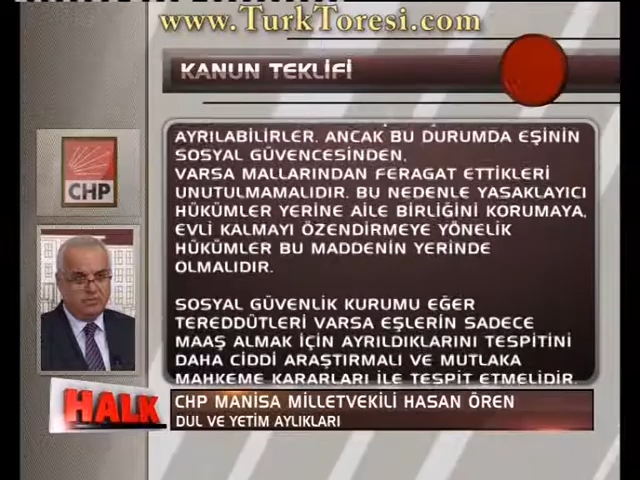 www.TurkToresi.com
KANUN TEKLİFİ
AYRILABİLİRLER. ANCAK BU DURUMDA EŞİNİN
SOSYAL GÜVENCESİNDEN,
VARSA MALLARINDAN FERAGAT ETTİKLERİ
UNUTULMAMALIDIR. BU NEDENLE YASAKLAYICI
HÜKÜMLER YERİNE AİLE BİRLİĞİNİ KORUMAYA,
EVLİ KALMAYI ÖZENDİRMEYE YÖNELİK
HÜKÜMLER BU MADDENİN YERİNDE
OLMALIDIR.
SOSYAL GÜVENLİK KURUMU EĞER
TEREDDÜTLERİ VARSA EŞLERİN SADECE
MAAŞ ALMAK İÇİN AYRILDIKLARINI TESPİTİNİ
DAHA CİDDİ ARAŞTIRMALI VE MUTLAKA
MAHKEME KARARLARI İLE TESPİT ETMELİDİR.
CHP
HALK
CHP MANİSA MİLLETVEKİLİ HASAN ÖREN
DUL VE YETİM AYLIKLARI